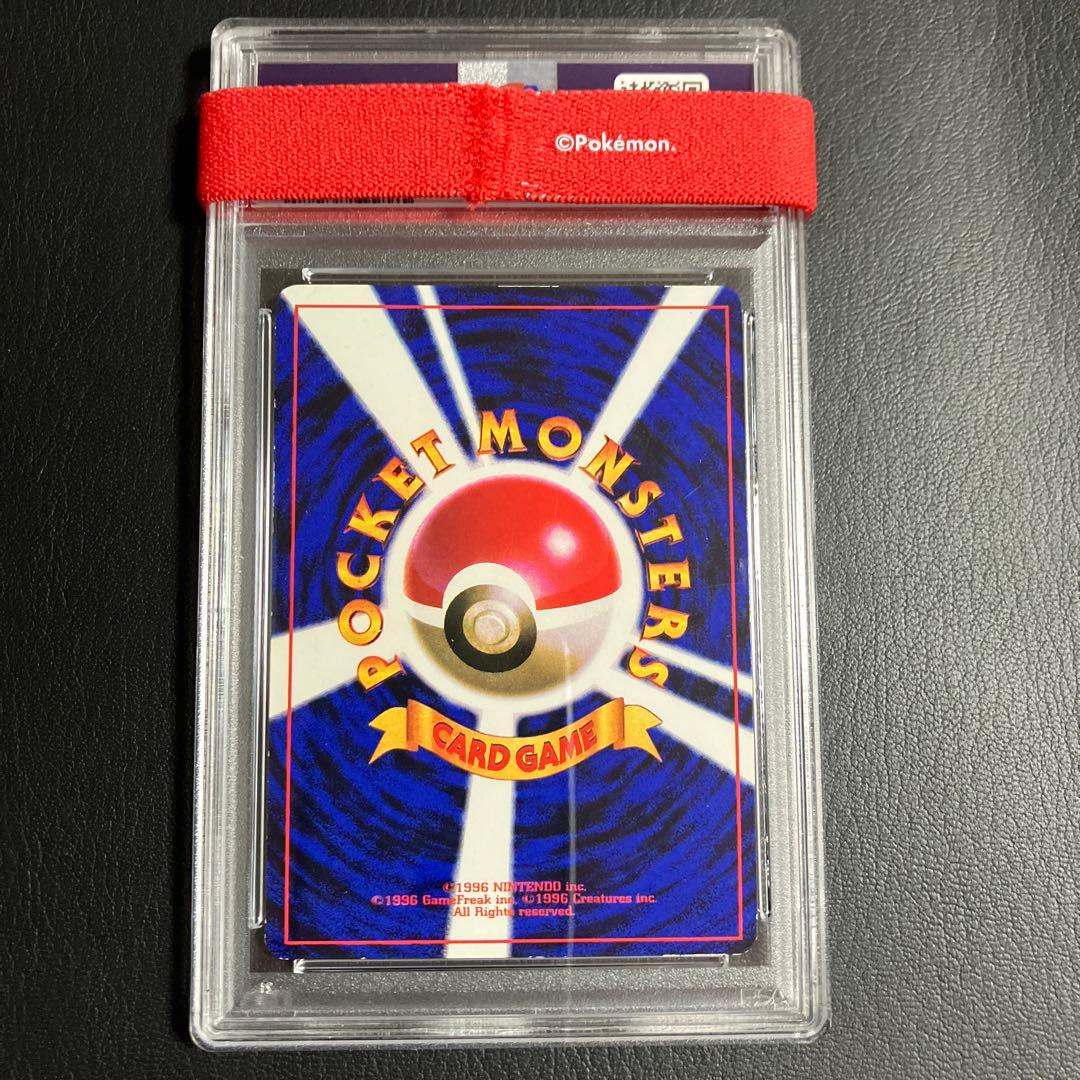 ©Pokémon.
POCKET MONSTERS
CARD GAME
©1996 NINTENDO inc.
©1996 GameFreak inc. ©1996 Creatures inc.
All Rights reserved.